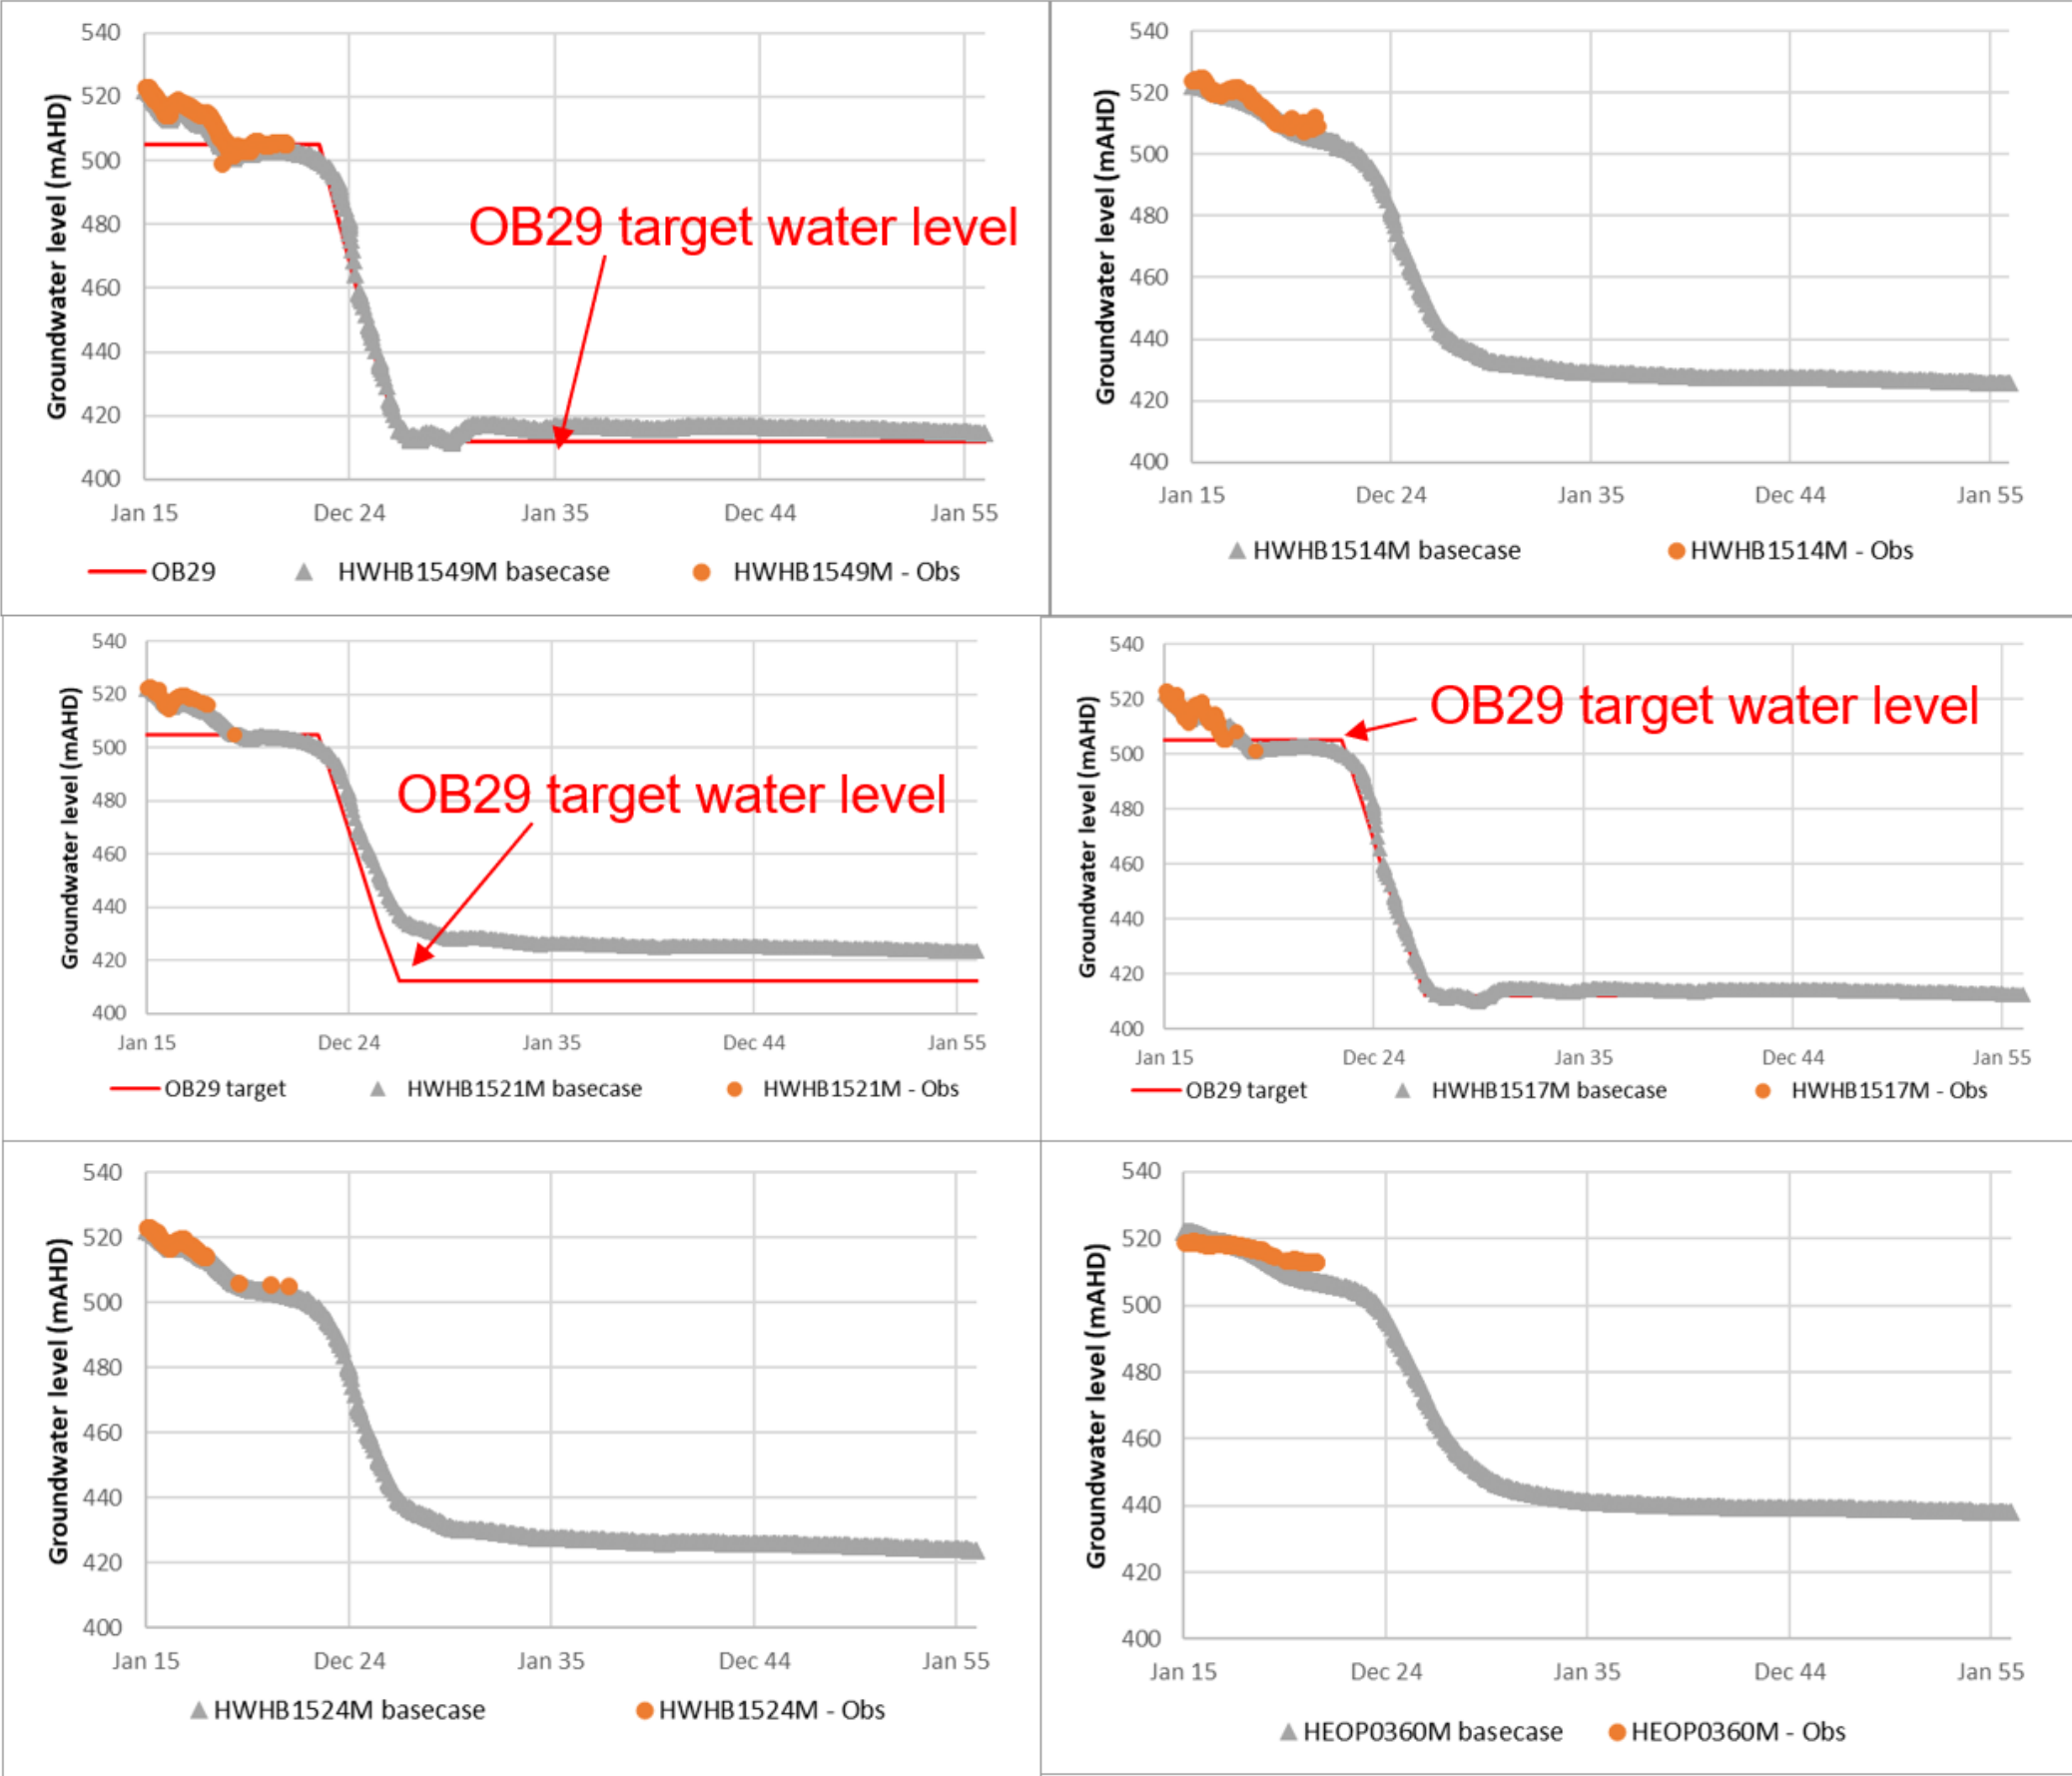 Groundwater level (mAHD)
540
520
500
480
460
440
420
400
OB29 target water level
Jan 15 Dec 24 Jan 35 Dec 44 Jan 55
OB29 HWHB1549M basecase HWHB1549M - Obs
Groundwater level (mAHD)
540
520
500
480
460
440
420
400
Jan 15 Dec 24 Jan 35 Dec 44 Jan 55
HWHB1514M basecase HWHB1514M - Obs
Groundwater level (mAHD)
540
520
500
480
460
440
420
400
OB29 target water level
Jan 15 Dec 24 Jan 35 Dec 44 Jan 55
OB29 target HWHB1521M basecase HWHB1521M - Obs
Groundwater level (mAHD)
540
520
500
480
460
440
420
400
OB29 target water level
Jan 15 Dec 24 Jan 35 Dec 44 Jan 55
OB29 target HWHB1517M basecase HWHB1517M - Obs
Groundwater level (mAHD)
540
520
500
480
460
440
420
400
Jan 15 Dec 24 Jan 35 Dec 44 Jan 55
HWHB1524M basecase HWHB1524M - Obs
Groundwater level (mAHD)
540
520
500
480
460
440
420
400
Jan 15 Dec 24 Jan 35 Dec 44 Jan 55
HEOP0360M basecase HEOP0360M - Obs